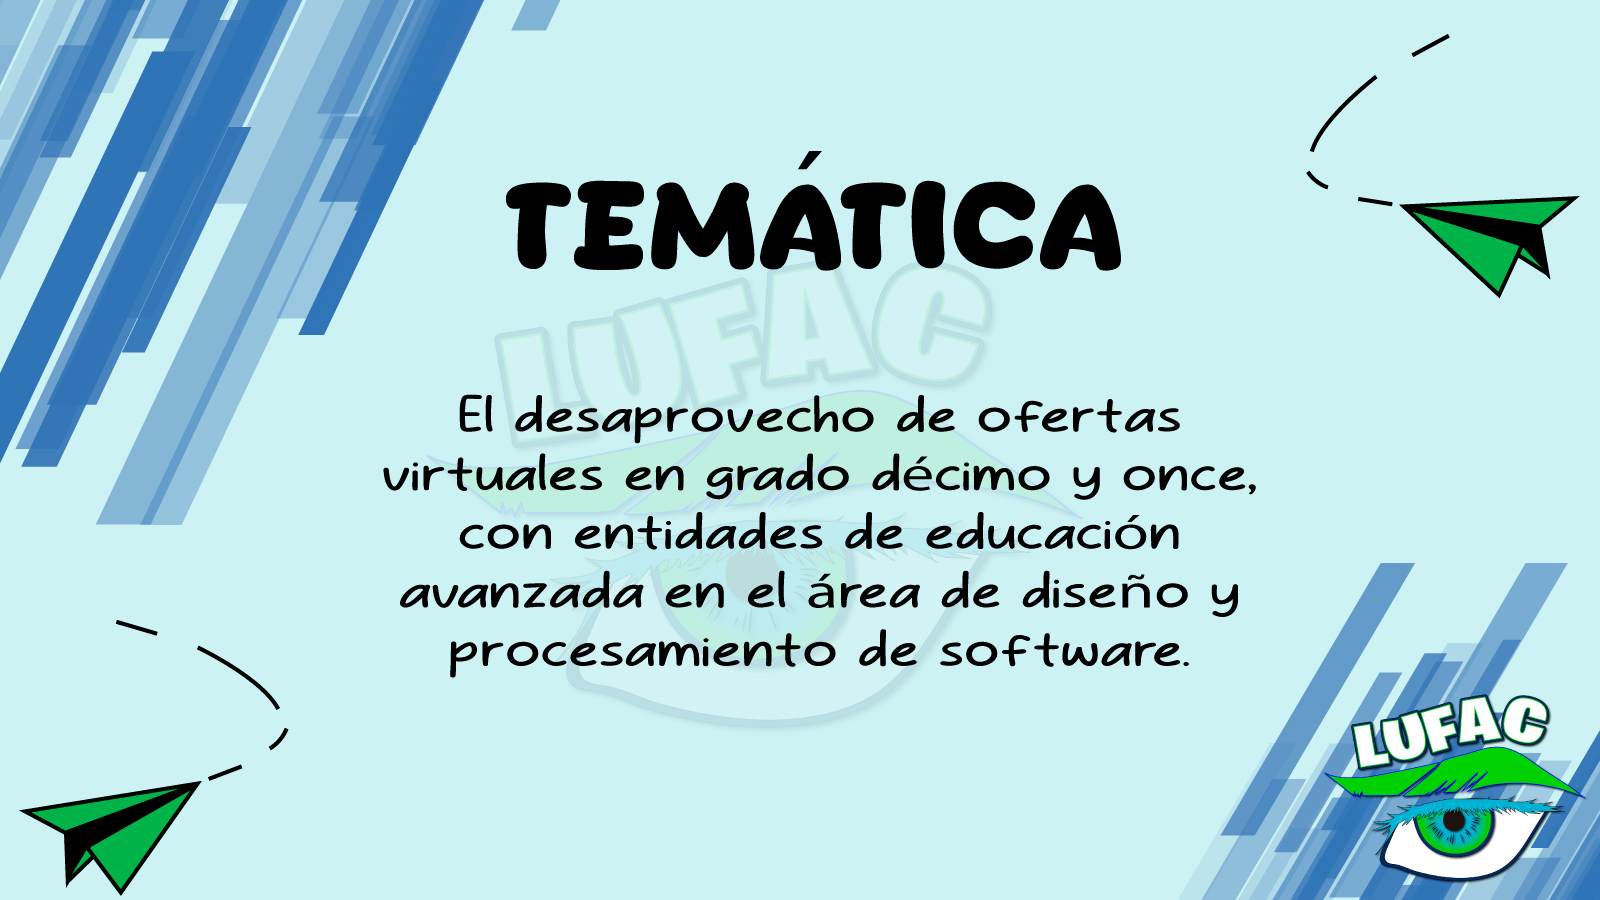 TEMÁTICA
LUFAC
El desaprovecho de ofertas
virtuales en grado décimo y once,
con entidades de educación
avanzada en el área de diseño y
procesamiento de software.
LUFAC